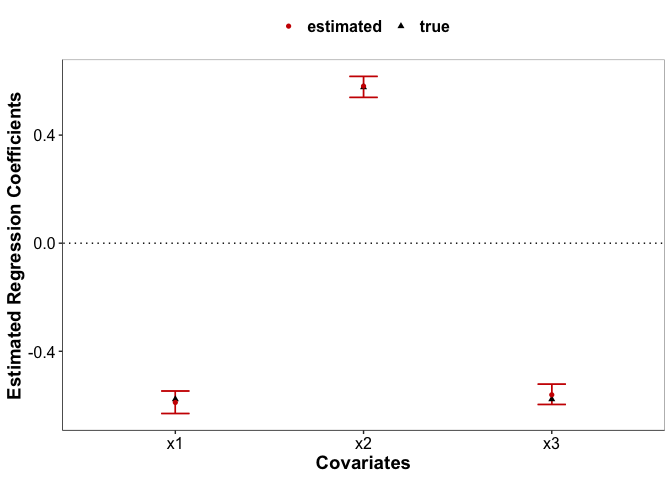 estimated true
Estimated Regression Coefficients
0.4
0.0
-0.4
x1 x2 x3
Covariates